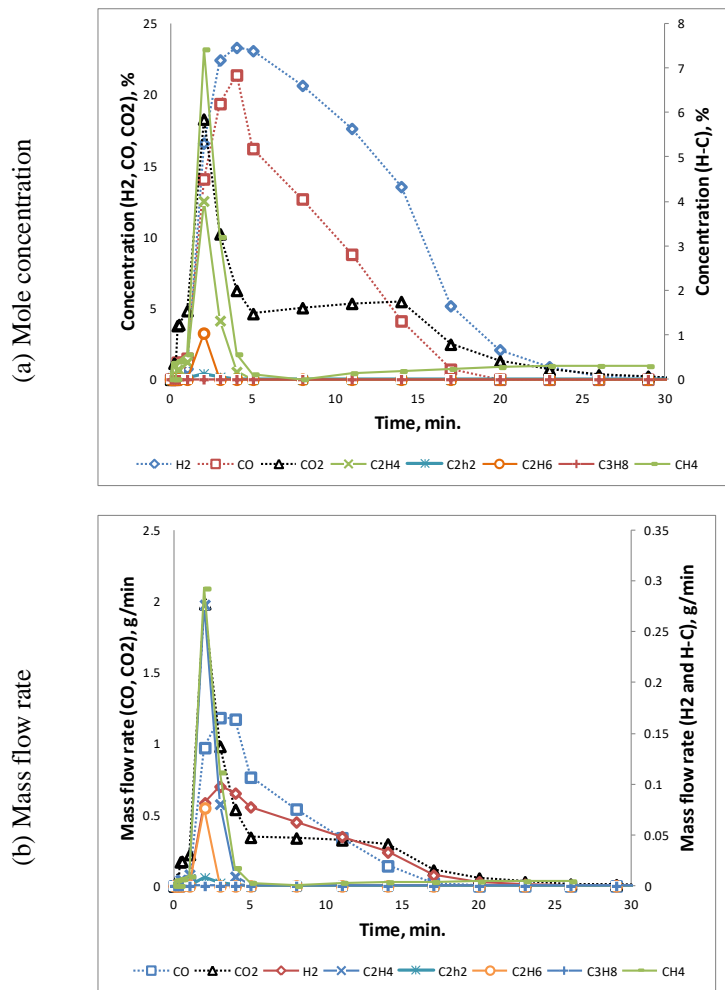 (a) Mole concentration
Concentration (H2, CO, CO2), %
25
20
15
10
5
0
8
7
6
5
4
3
2
1
0
Concentration (H-C), %
0 5 10 15 20 25 30
Time, min.
H2 CO CO2 C2H4 C2h2 C2H6 C3H8 CH4
(b) Mass flow rate
Mass flow rate (CO, CO2), g/min
2.5
2
1.5
1
0.5
0
0.35
0.3
0.25
0.2
0.15
0.1
0.05
0
Mass flow rate (H2 and H-C), g/min
0 5 10 15 20 25 30
Time, min.
CO CO2 H2 C2H4 C2h2 C2H6 C3H8 CH4